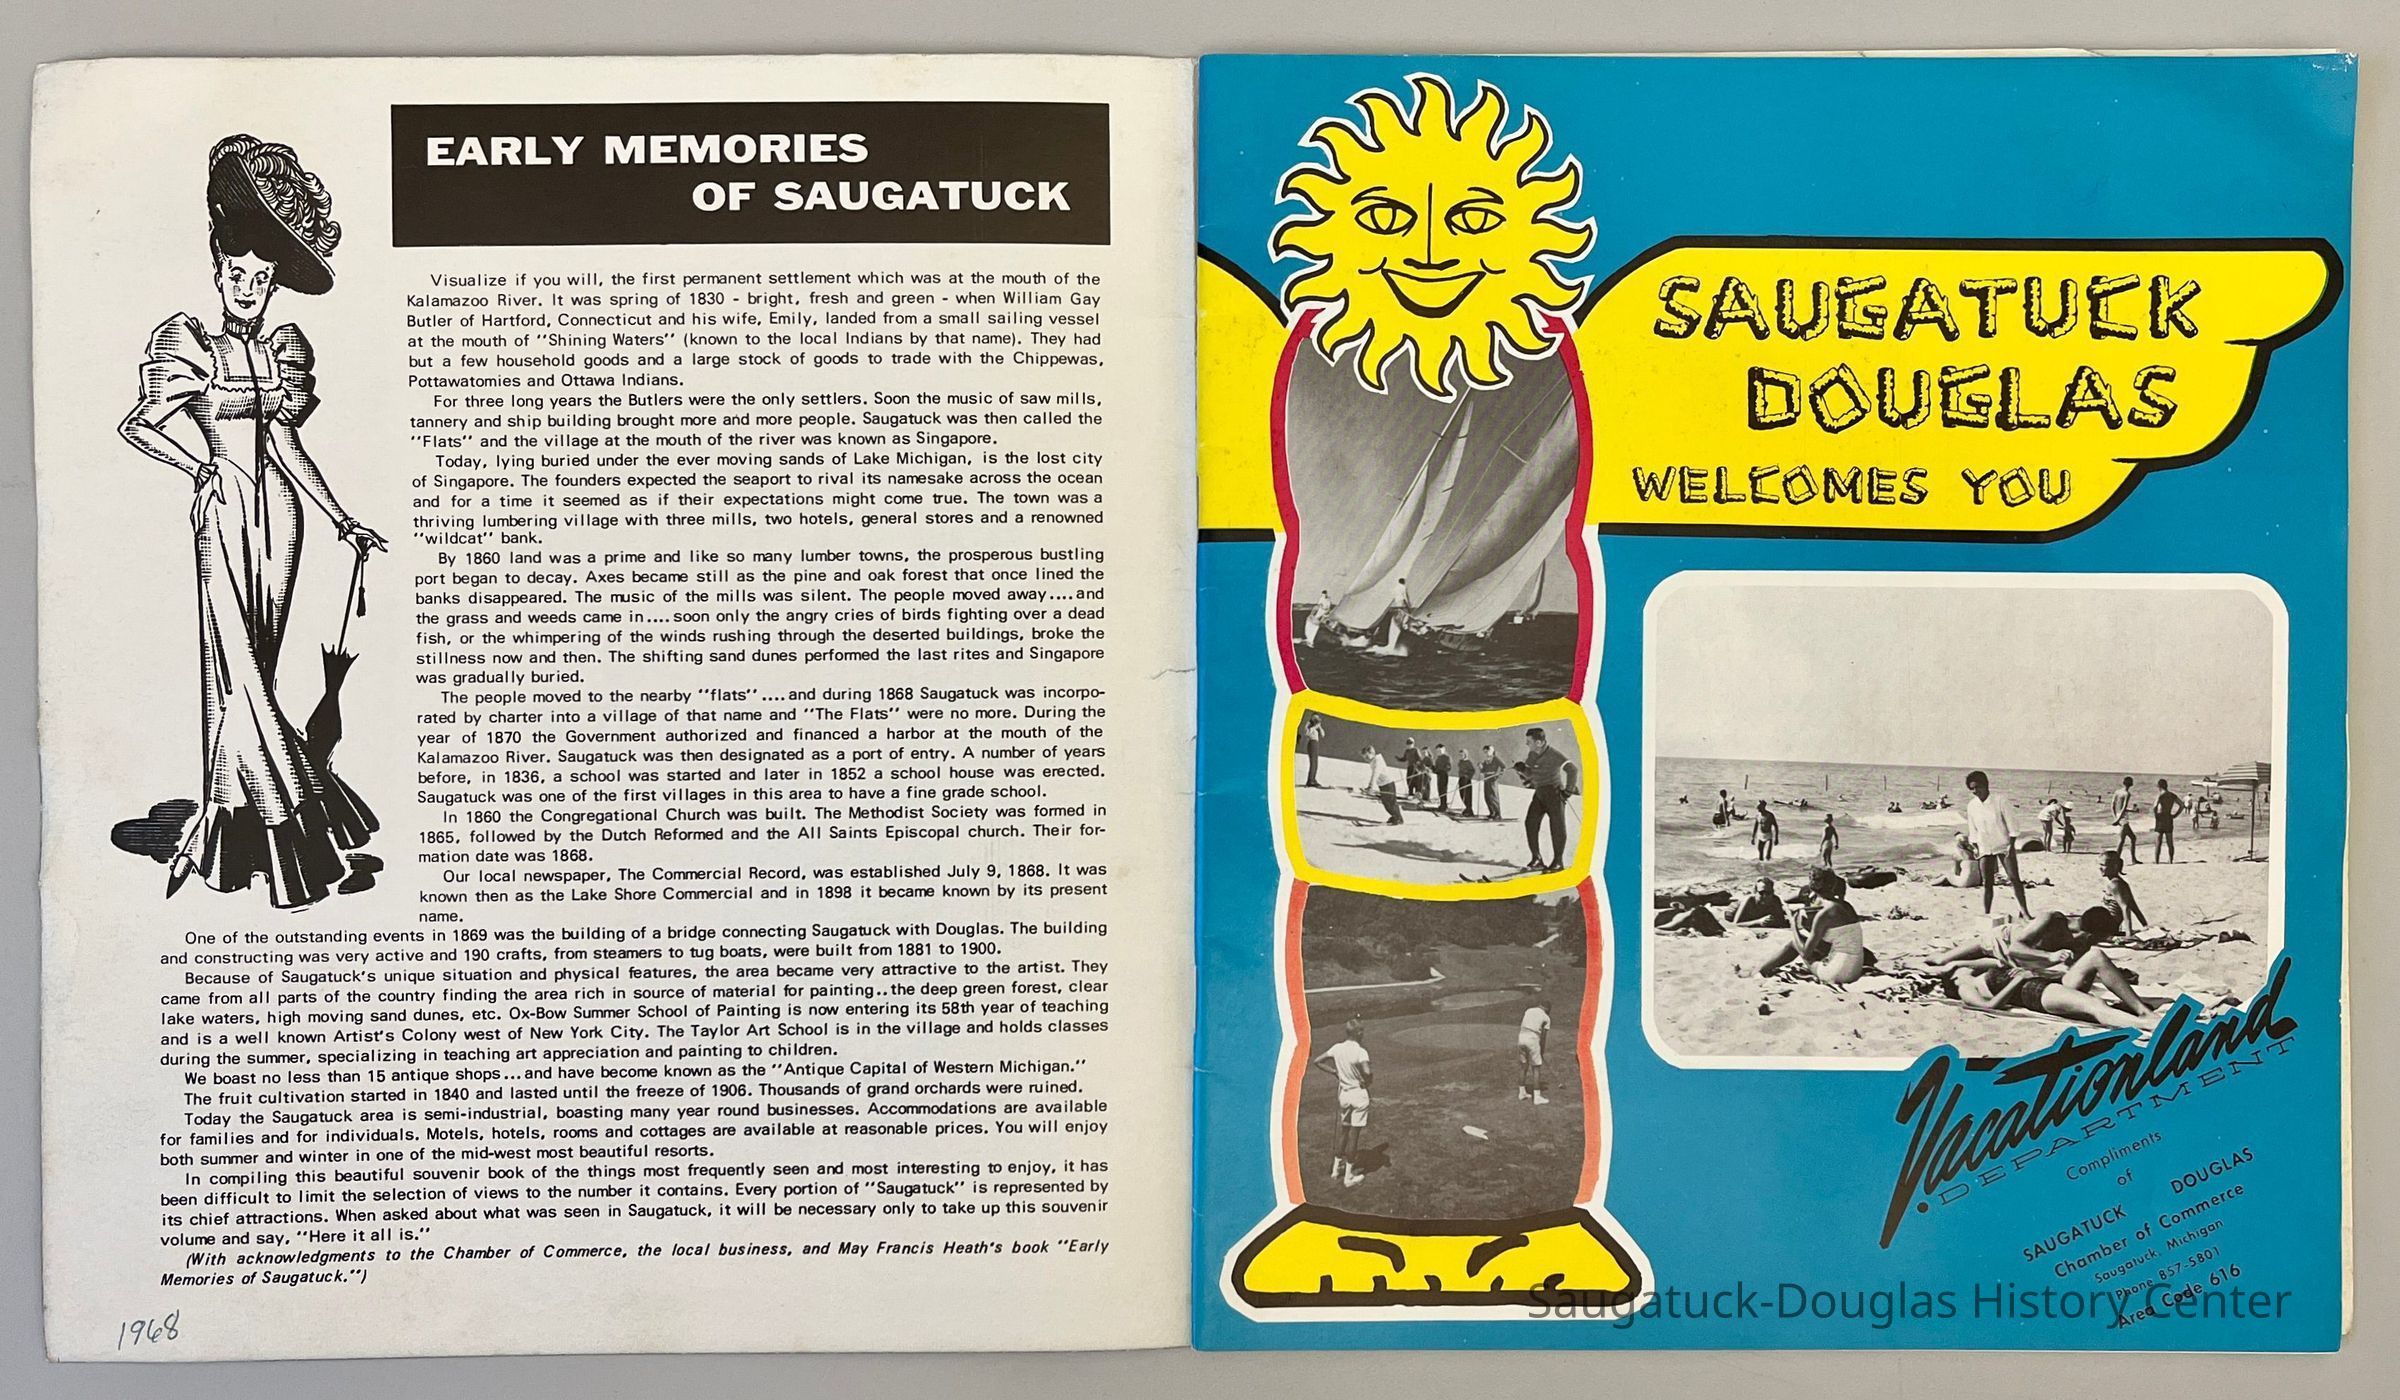 EARLY MEMORIES
OF SAUGATUCK
Visualize if you will, the first permanent settlement which was at the mouth of the
Kalamazoo River. It was spring of 1830 - bright, fresh and green - when William Gay
Butler of Hartford, Connecticut and his wife, Emily, landed from a small sailing vessel
at the mouth of "Shining Waters" (known to the local Indians by that name). They had
but a few household goods and a large stock of goods to trade with the Chippewas,
Pottawatomies and Ottawa Indians.
For three long years the Butlers were the only settlers. Soon the music of saw mills,
tannery and ship building brought more and more people. Saugatuck was then called the
"Flats" and the village at the mouth of the river was known as Singapore.
Today, lying buried under the ever moving sands of Lake Michigan, is the lost city
of Singapore. The founders expected the seaport to rival its namesake across the ocean
and for a time it seemed as if their expectations might come true. The town was a
thriving lumbering village with three mills, two hotels, general stores and a renowned
"wildcat" bank.
By 1860 land was a prime and like so many lumber towns, the prosperous bustling
port began to decay. Axes became still as the pine and oak forest that once lined the
banks disappeared. The music of the mills was silent. The people moved away....and
the grass and weeds came in....soon only the angry cries of birds fighting over a dead
fish, or the whimpering of the winds rushing through the deserted buildings, broke the
stillness now and then. The shifting sand dunes performed the last rites and Singapore
was gradually buried.
The people moved to the nearby "flats"....and during 1868 Saugatuck was incorpo-
rated by charter into a village of that name and "The Flats" were no more. During the
year of 1870 the Government authorized and financed a harbor at the mouth of the
Kalamazoo River. Saugatuck was then designated as a port of entry. A number of years
before, in 1836, a school was started and later in 1852 a school house was erected.
Saugatuck was one of the first villages in this area to have a fine grade school.
In 1860 the Congregational Church was built. The Methodist Society was formed in
1865, followed by the Dutch Reformed and the All Saints Episcopal church. Their for-
mation date was 1868.
Our local newspaper, The Commercial Record, was established July 9, 1868. It was
known then as the Lake Shore Commercial and in 1898 it became known by its present
name.
One of the outstanding events in 1869 was the building of a bridge connecting Saugatuck with Douglas. The building
and constructing was very active and 190 crafts, from steamers to tug boats, were built from 1881 to 1900.
Because of Saugatuck's unique situation and physical features, the area became very attractive to the artist. They
came from all parts of the country finding the area rich in source of material for painting..the deep green forest, clear
lake waters, high moving sand dunes, etc. Ox-Bow Summer School of Painting is now entering its 58th year of teaching
and is a well known Artist's Colony west of New York City. The Taylor Art School is in the village and holds classes
during the summer, specializing in teaching art appreciation and painting to children.
We boast no less than 15 antique shops...and have become known as the "Antique Capital of Western Michigan."
The fruit cultivation started in 1840 and lasted until the freeze of 1906. Thousands of grand orchards were ruined.
Today the Saugatuck area is semi-industrial, boasting many year round businesses. Accommodations are available
for families and for individuals. Motels, hotels, rooms and cottages are available at reasonable prices. You will enjoy
both summer and winter in one of the mid-west most beautiful resorts.
In compiling this beautiful souvenir book of the things most frequently seen and most interesting to enjoy, it has
been difficult to limit the selection of views to the number it contains. Every portion of "Saugatuck" is represented by
its chief attractions. When asked about what was seen in Saugatuck, it will be necessary only to take up this souvenir
volume and say, "Here it all is."
(With acknowledgments to the Chamber of Commerce, the local business, and May Francis Heath's book "Early
Memories of Saugatuck.")
1968
SAUGATUCK
DOUGLAS
WELCOMES YOU
Vacationland
DEPARTMENT
Compliments
of
SAUGATUCK DOUGLAS
Chamber of Commerce
Saugatuck, Michigan
Phone 857-5801
Area Code 616
Saugatuck-Douglas History Center